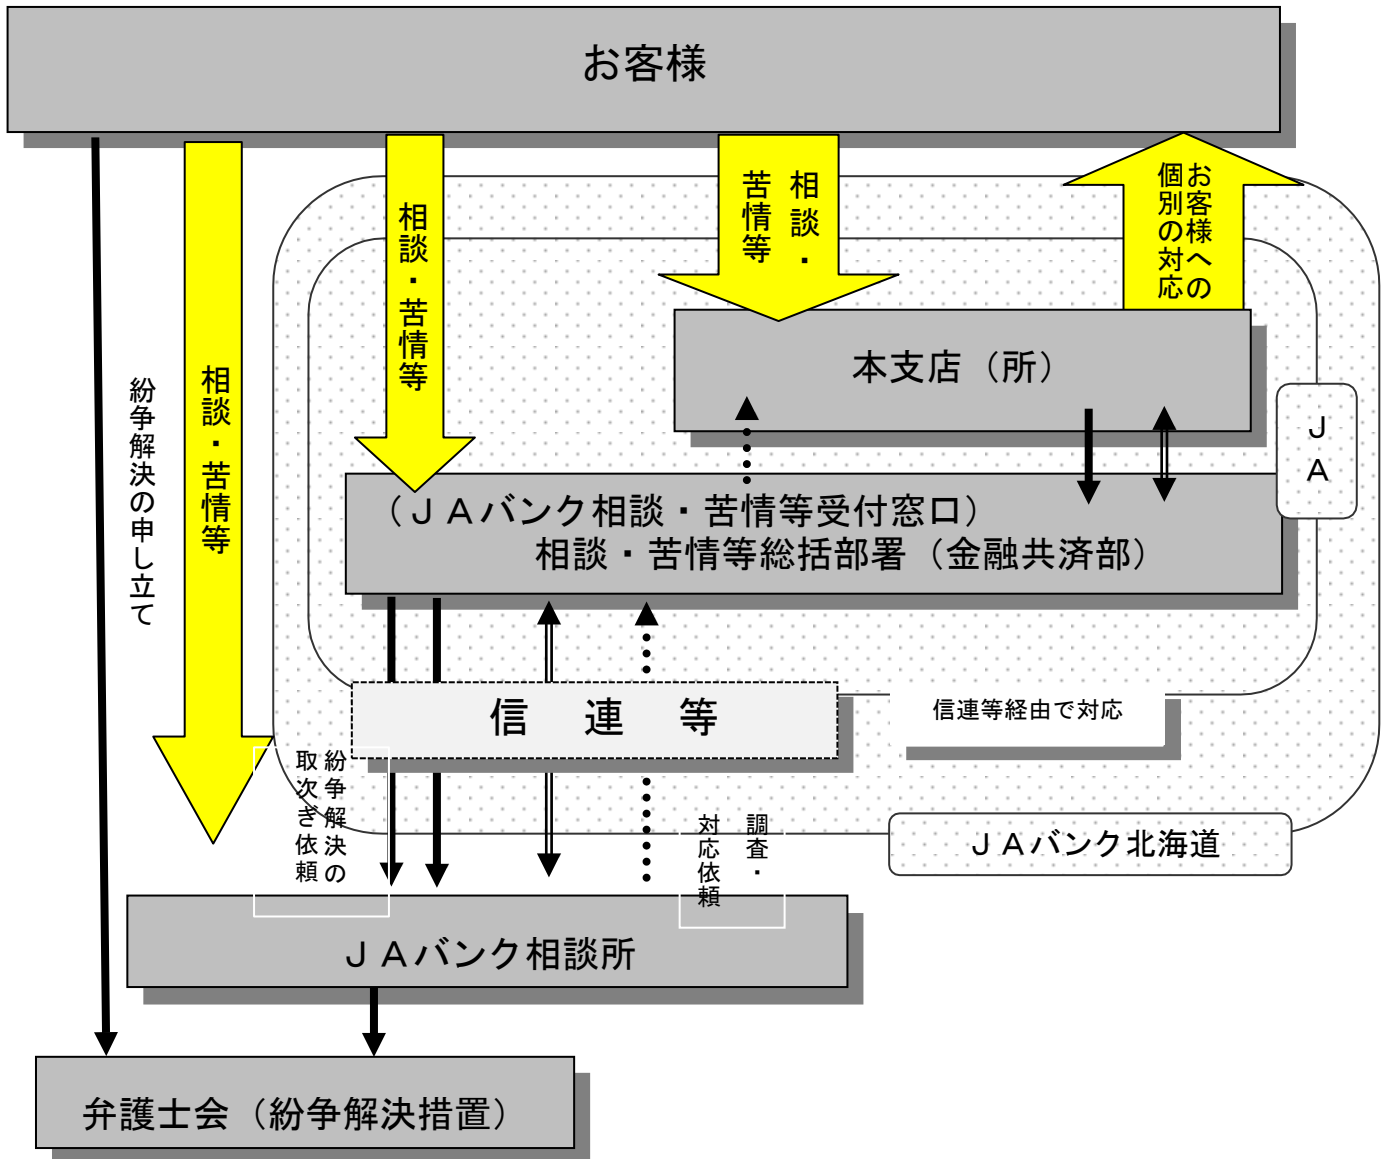 お客様
相談・
苦情等
お客様への
個別の対応
相談・苦情等
相談・苦情等
紛争解決の申し立て
本支店（所）
ＪＡ
（ＪＡバンク相談・苦情等受付窓口）
相談・苦情等総括部署（金融共済部）
信　連　等
信連等経由で対応
紛争解決の
取次ぎ依頼
調査・
対応依頼
ＪＡバンク北海道
ＪＡバンク相談所
弁護士会（紛争解決措置）